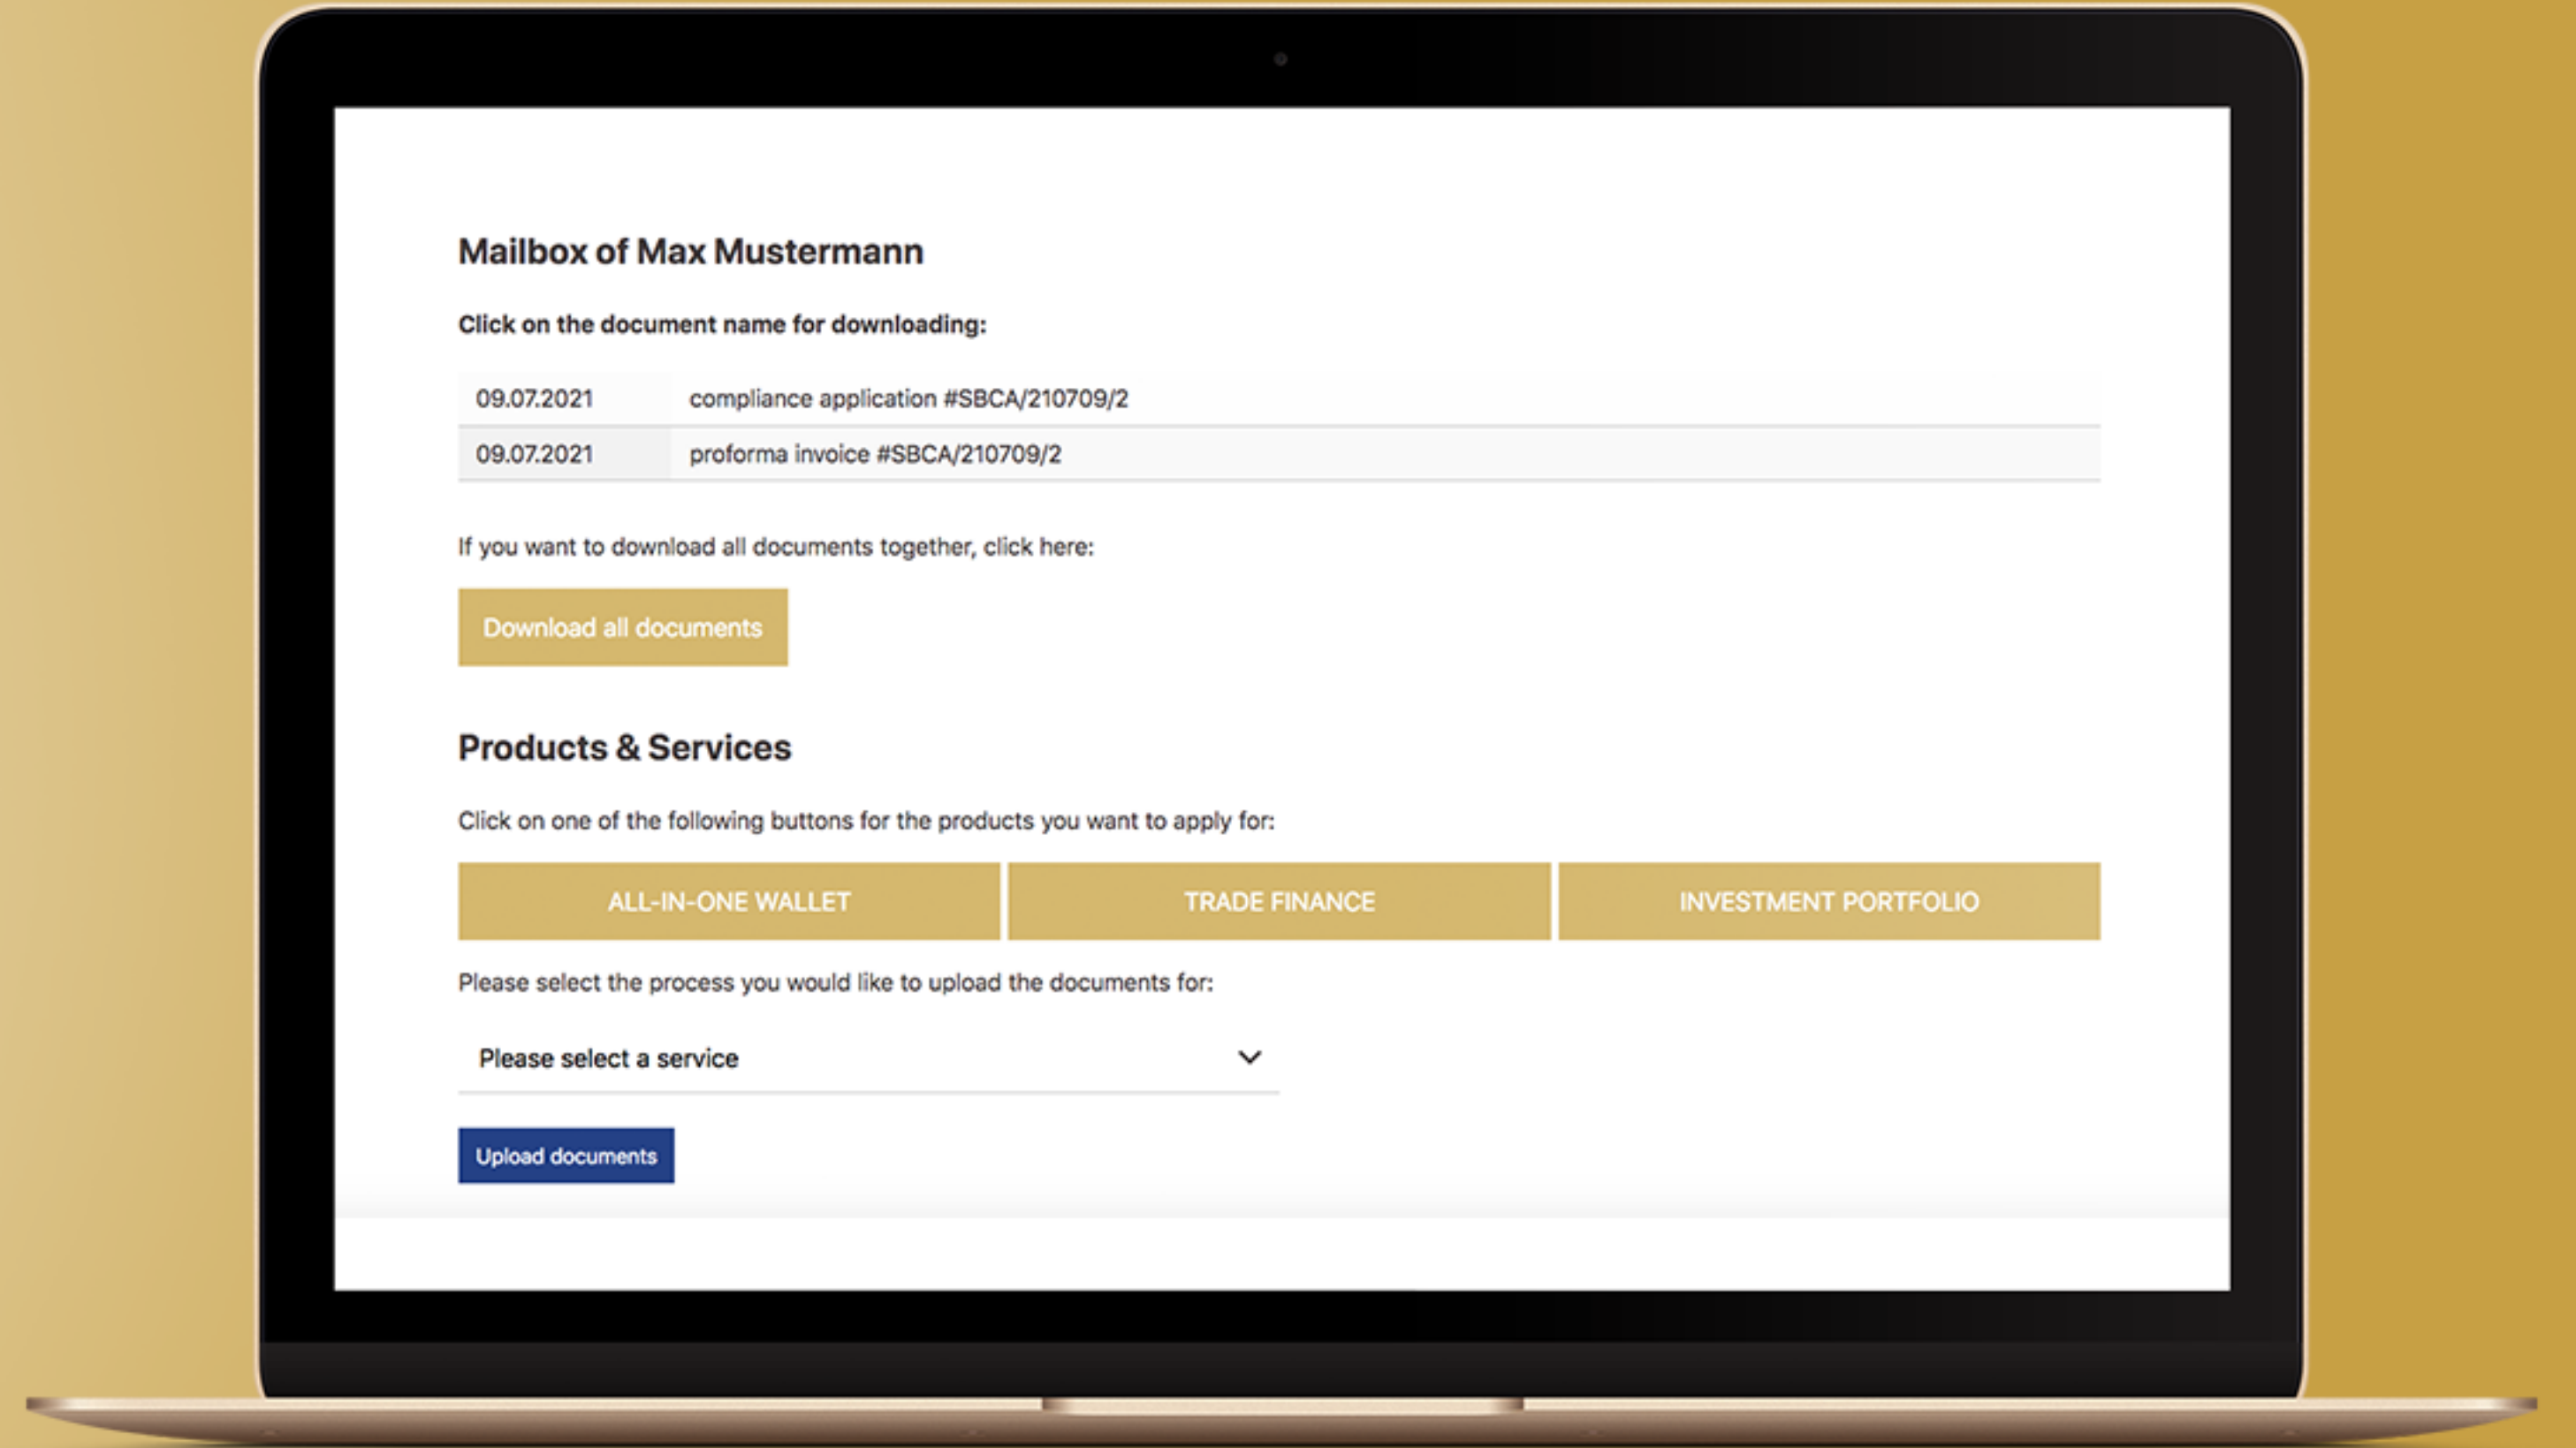 Mailbox of Max Mustermann
Click on the document name for downloading:
09.07.2021 compliance application #SBCA/210709/2
09.07.2021 proforma invoice #SBCA/210709/2
If you want to download all documents together, click here:
Download all documents
Products & Services
Click on one of the following buttons for the products you want to apply for:
ALL-IN-ONE WALLET TRADE FINANCE INVESTMENT PORTFOLIO
Please select the process you would like to upload the documents for:
Please select a service
Upload documents